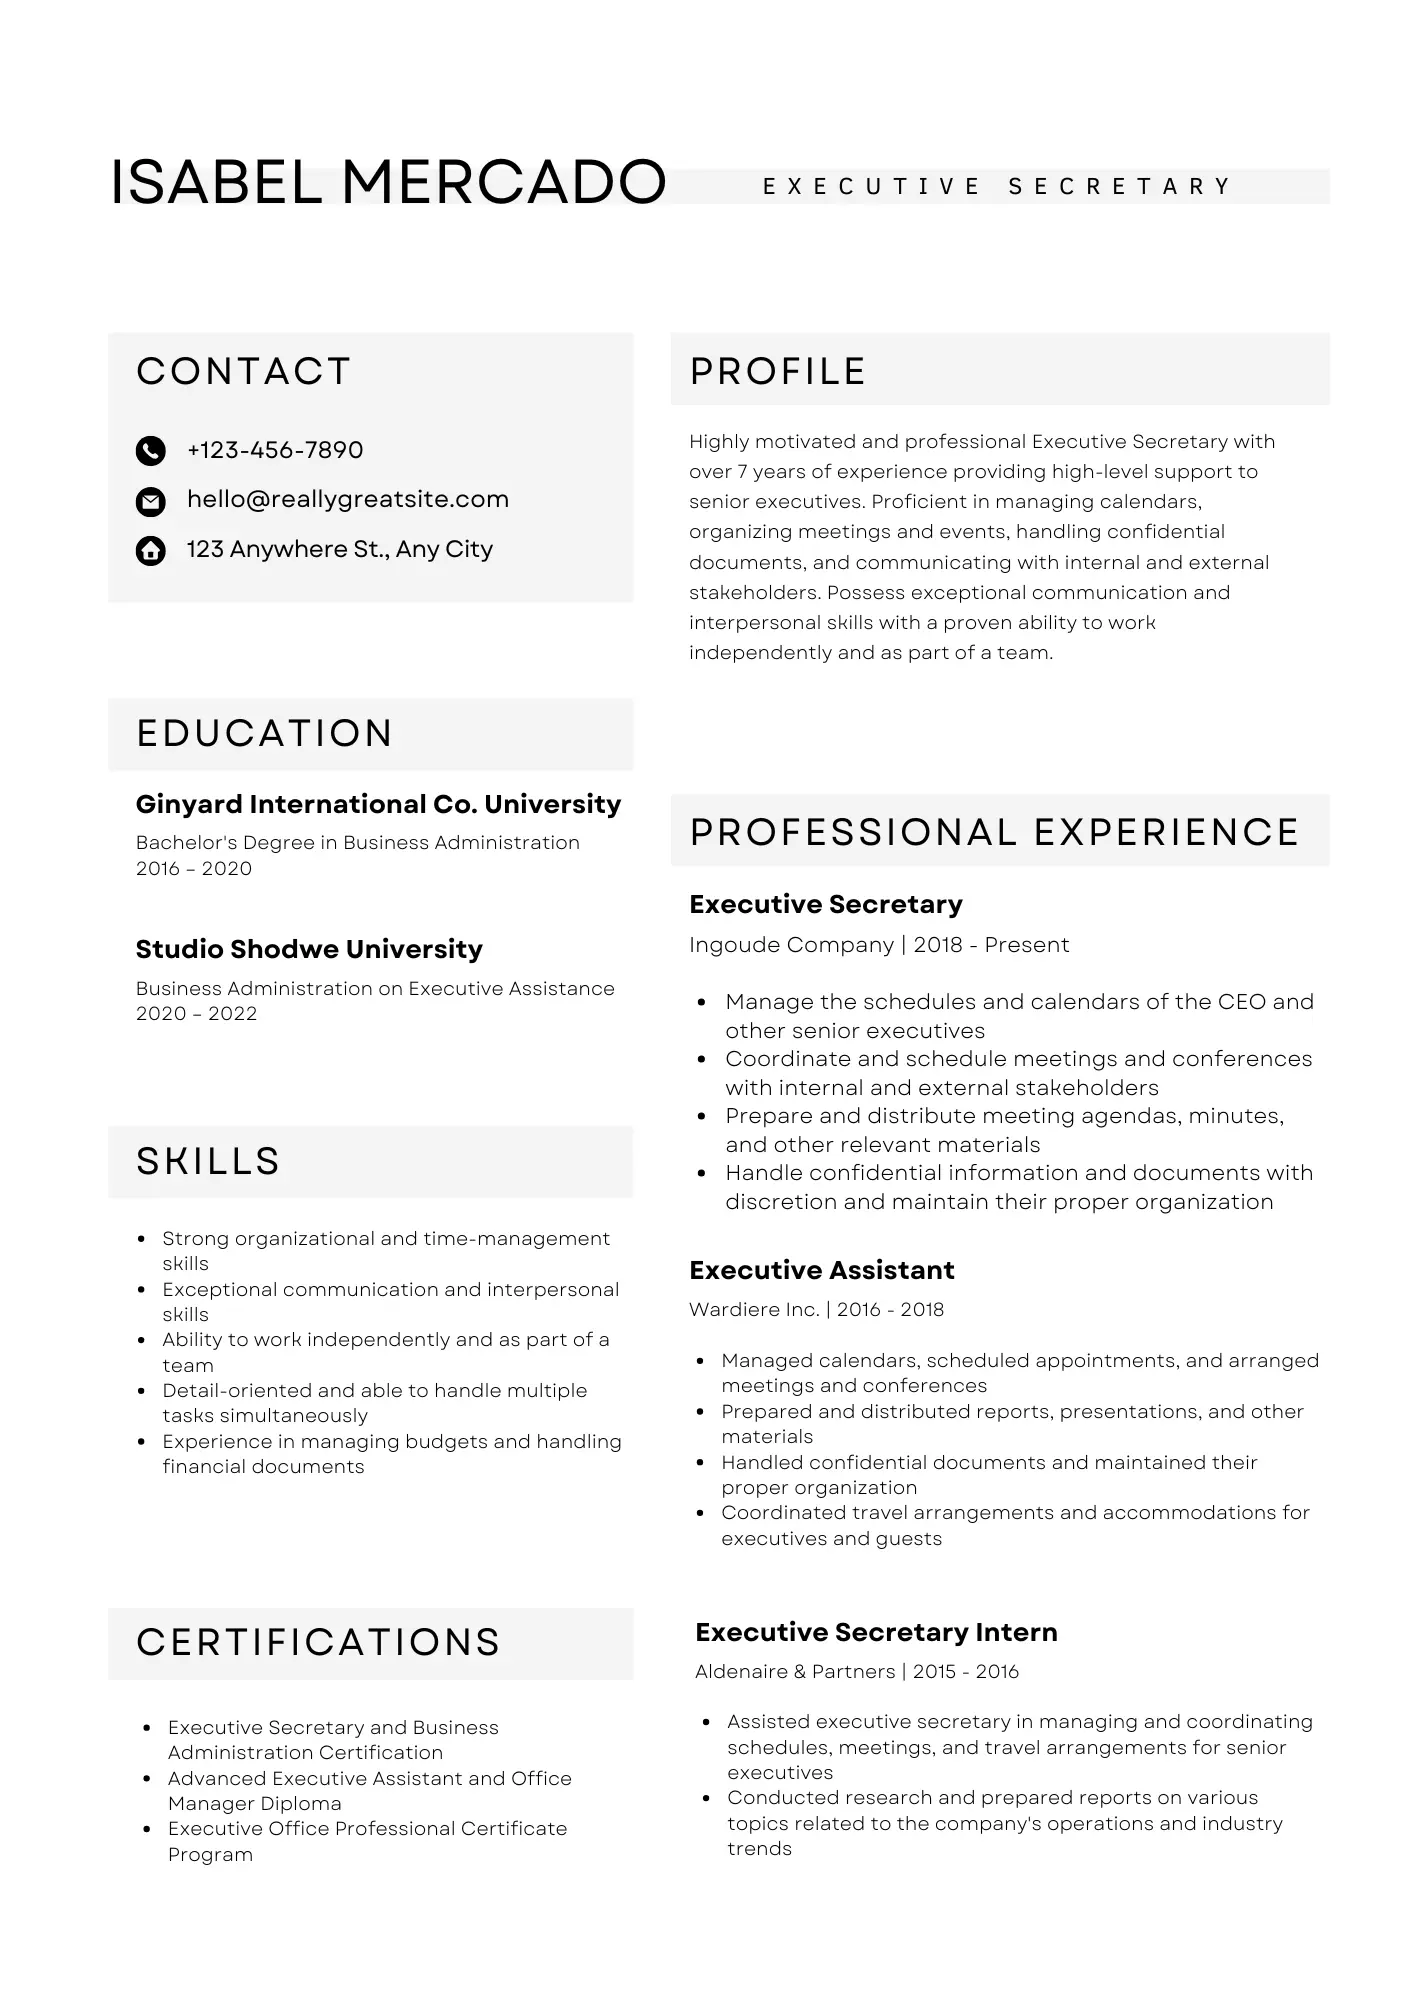 ISABEL MERCADO
EXECUTIVE SECRETARY
CONTACT
+123-456-7890
hello@reallygreatsite.com
123 Anywhere St., Any City
EDUCATION
Ginyard International Co. University
Bachelor's Degree in Business Administration
2016 – 2020
Studio Shodwe University
Business Administration on Executive Assistance
2020 – 2022
SKILLS
• Strong organizational and time-management
skills
• Exceptional communication and interpersonal
skills
• Ability to work independently and as part of a
team
• Detail-oriented and able to handle multiple
tasks simultaneously
• Experience in managing budgets and handling
financial documents
CERTIFICATIONS
• Executive Secretary and Business
Administration Certification
• Advanced Executive Assistant and Office
Manager Diploma
• Executive Office Professional Certificate
Program
PROFILE
Highly motivated and professional Executive Secretary with
over 7 years of experience providing high-level support to
senior executives. Proficient in managing calendars,
organizing meetings and events, handling confidential
documents, and communicating with internal and external
stakeholders. Possess exceptional communication and
interpersonal skills with a proven ability to work
independently and as part of a team.
PROFESSIONAL EXPERIENCE
Executive Secretary
Ingoude Company | 2018 - Present
• Manage the schedules and calendars of the CEO and
other senior executives
• Coordinate and schedule meetings and conferences
with internal and external stakeholders
• Prepare and distribute meeting agendas, minutes,
and other relevant materials
• Handle confidential information and documents with
discretion and maintain their proper organization
Executive Assistant
Wardiere Inc. | 2016 - 2018
• Managed calendars, scheduled appointments, and arranged
meetings and conferences
• Prepared and distributed reports, presentations, and other
materials
• Handled confidential documents and maintained their
proper organization
• Coordinated travel arrangements and accommodations for
executives and guests
Executive Secretary Intern
Aldenaire & Partners | 2015 - 2016
• Assisted executive secretary in managing and coordinating
schedules, meetings, and travel arrangements for senior
executives
• Conducted research and prepared reports on various
topics related to the company's operations and industry
trends